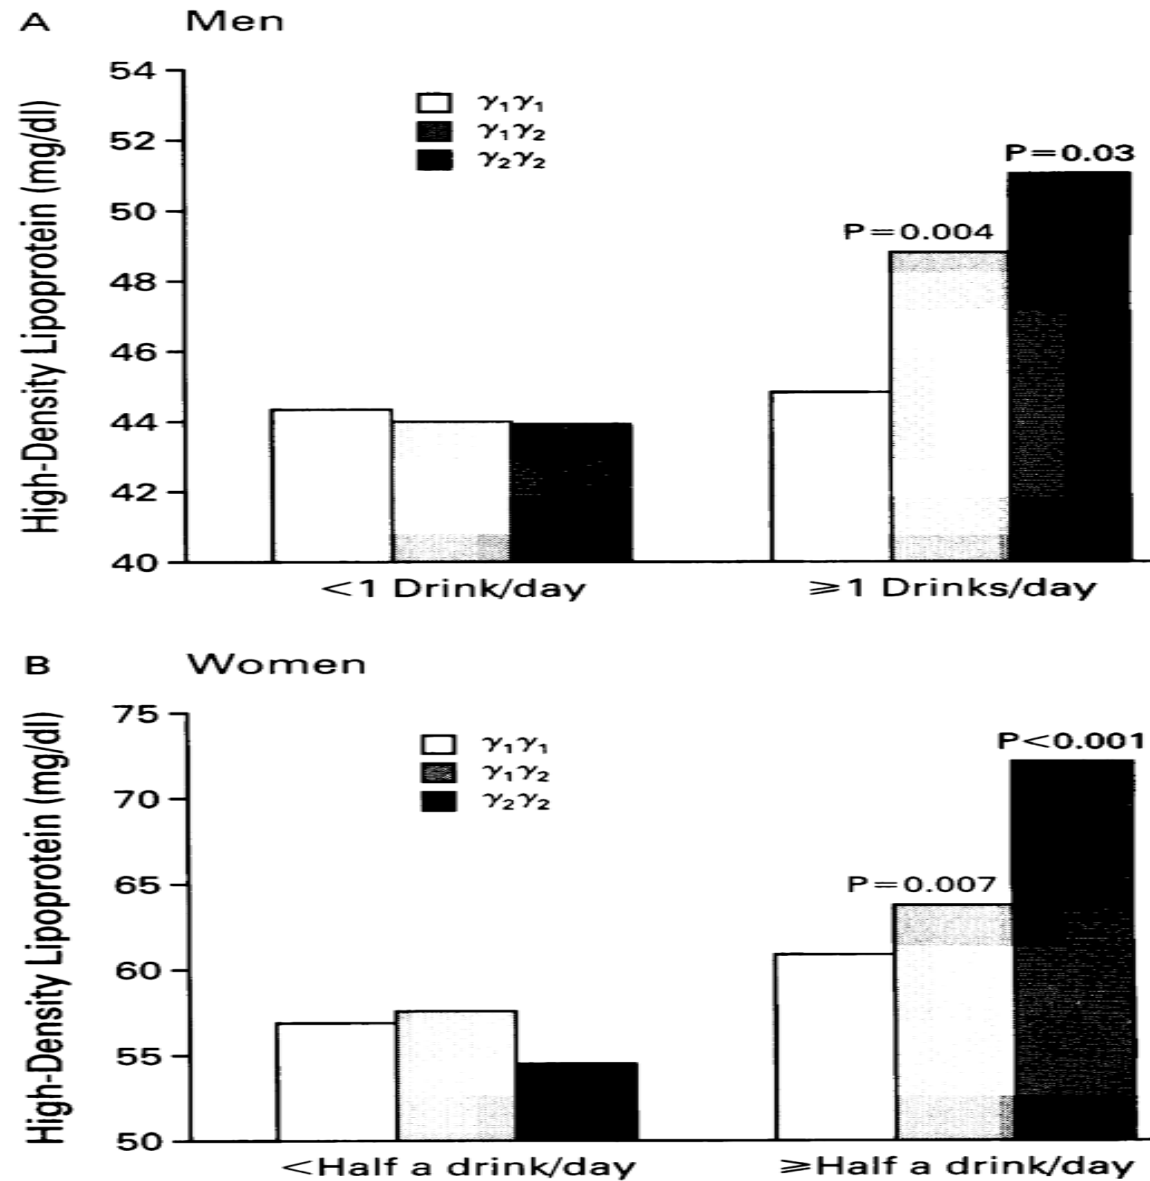 A Men
High-Density Lipoprotein (mg/dl)
54
52
50
48
46
44
42
40
γ₁γ₁
γ₁γ₂
γ₂γ₂
P=0.004
P=0.03
<1 Drink/day
⩾1 Drinks/day
B Women
High-Density Lipoprotein (mg/dl)
75
70
65
60
55
50
γ₁γ₁
γ₁γ₂
γ₂γ₂
P=0.007
P<0.001
<Half a drink/day
⩾Half a drink/day